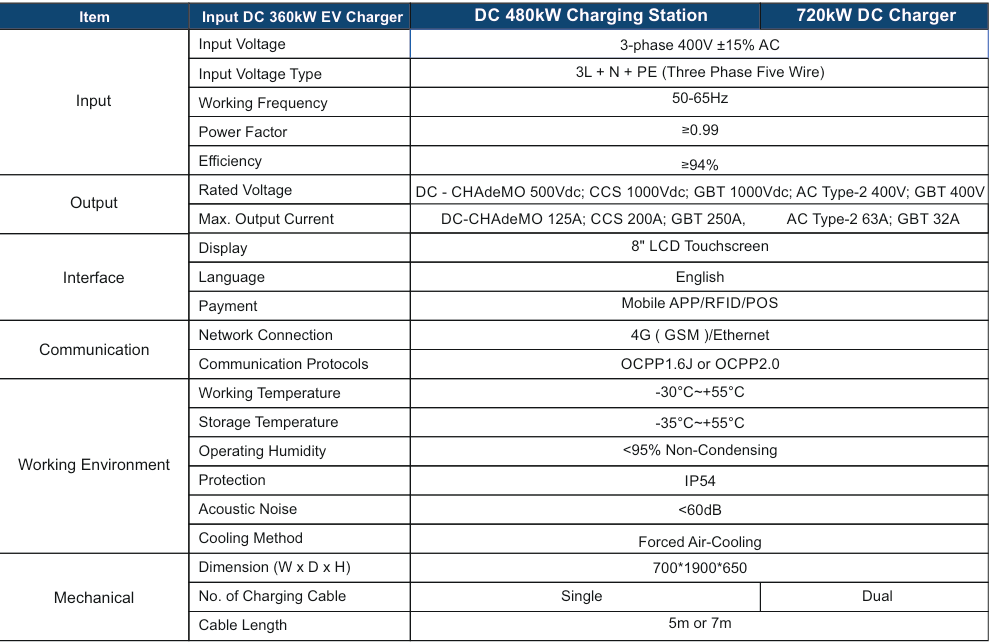 Item Input DC 360kW EV Charger DC 480kW Charging Station 720kW DC Charger
Input
Input Voltage 3-phase 400V ±15% AC
Input Voltage Type 3L + N + PE (Three Phase Five Wire)
Working Frequency 50-65Hz
Power Factor ≥0.99
Efficiency ≥94%
Output
Rated Voltage DC - CHAdeMO 500Vdc; CCS 1000Vdc; GBT 1000Vdc; AC Type-2 400V; GBT 400V
Max. Output Current DC-CHAdeMO 125A; CCS 200A; GBT 250A, AC Type-2 63A; GBT 32A
Interface
Display 8" LCD Touchscreen
Language English
Payment Mobile APP/RFID/POS
Communication
Network Connection 4G ( GSM )/Ethernet
Communication Protocols OCPP1.6J or OCPP2.0
Working Environment
Working Temperature -30°C~+55°C
Storage Temperature -35°C~+55°C
Operating Humidity <95% Non-Condensing
Protection IP54
Acoustic Noise <60dB
Cooling Method Forced Air-Cooling
Mechanical
Dimension (W x D x H) 700*1900*650
No. of Charging Cable Single Dual
Cable Length 5m or 7m